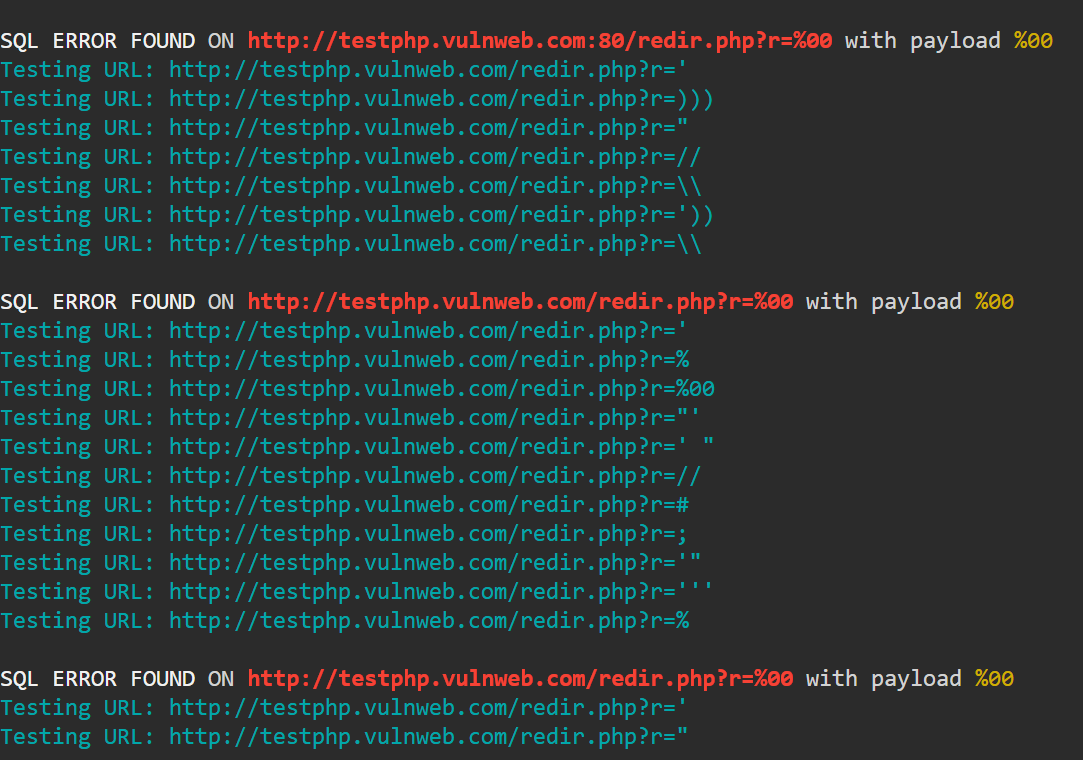 SQL ERROR FOUND ON http://testphp.vulnweb.com:80/redir.php?r=%00 with payload %00
Testing URL: http://testphp.vulnweb.com/redir.php?r='
Testing URL: http://testphp.vulnweb.com/redir.php?r=)))
Testing URL: http://testphp.vulnweb.com/redir.php?r="
Testing URL: http://testphp.vulnweb.com/redir.php?r=//
Testing URL: http://testphp.vulnweb.com/redir.php?r=\\
Testing URL: http://testphp.vulnweb.com/redir.php?r='))
Testing URL: http://testphp.vulnweb.com/redir.php?r=\\
SQL ERROR FOUND ON http://testphp.vulnweb.com/redir.php?r=%00 with payload %00
Testing URL: http://testphp.vulnweb.com/redir.php?r='
Testing URL: http://testphp.vulnweb.com/redir.php?r=%
Testing URL: http://testphp.vulnweb.com/redir.php?r=%00
Testing URL: http://testphp.vulnweb.com/redir.php?r="'
Testing URL: http://testphp.vulnweb.com/redir.php?r=' "
Testing URL: http://testphp.vulnweb.com/redir.php?r=//
Testing URL: http://testphp.vulnweb.com/redir.php?r=#
Testing URL: http://testphp.vulnweb.com/redir.php?r=;
Testing URL: http://testphp.vulnweb.com/redir.php?r='"
Testing URL: http://testphp.vulnweb.com/redir.php?r='''
Testing URL: http://testphp.vulnweb.com/redir.php?r=%
SQL ERROR FOUND ON http://testphp.vulnweb.com/redir.php?r=%00 with payload %00
Testing URL: http://testphp.vulnweb.com/redir.php?r='
Testing URL: http://testphp.vulnweb.com/redir.php?r="